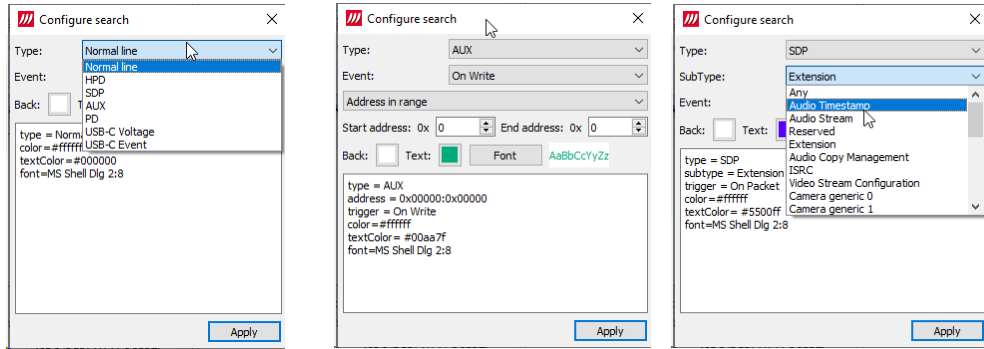 Configure search
Type: Normal line
Normal line
Event: HPD
SDP
Back: AUX
PD
USB-C Voltage
USB-C Event
type = Norm
color=#ffffff
textColor=#000000
font=MS Shell Dlg 2:8
Apply
Configure search
Type: AUX
Event: On Write
Address in range
Start address: 0x 0 End address: 0x 0
Back: Text: Font AaBbCcYyZz
type = AUX
address = 0x00000:0x00000
trigger = On Write
color=#ffffff
textColor= #00aa7f
font=MS Shell Dlg 2:8
Apply
Configure search
Type: SDP
SubType: Extension
Any
Event: Audio Timestamp
Audio Stream
Back: Text: Reserved
Extension
Audio Copy Management
ISRC
Video Stream Configuration
Camera generic 0
Camera generic 1
type = SDP
subtype = Extension
trigger = On Packet
color=#ffffff
textColor= #5500ff
font=MS Shell Dlg 2:8
Apply